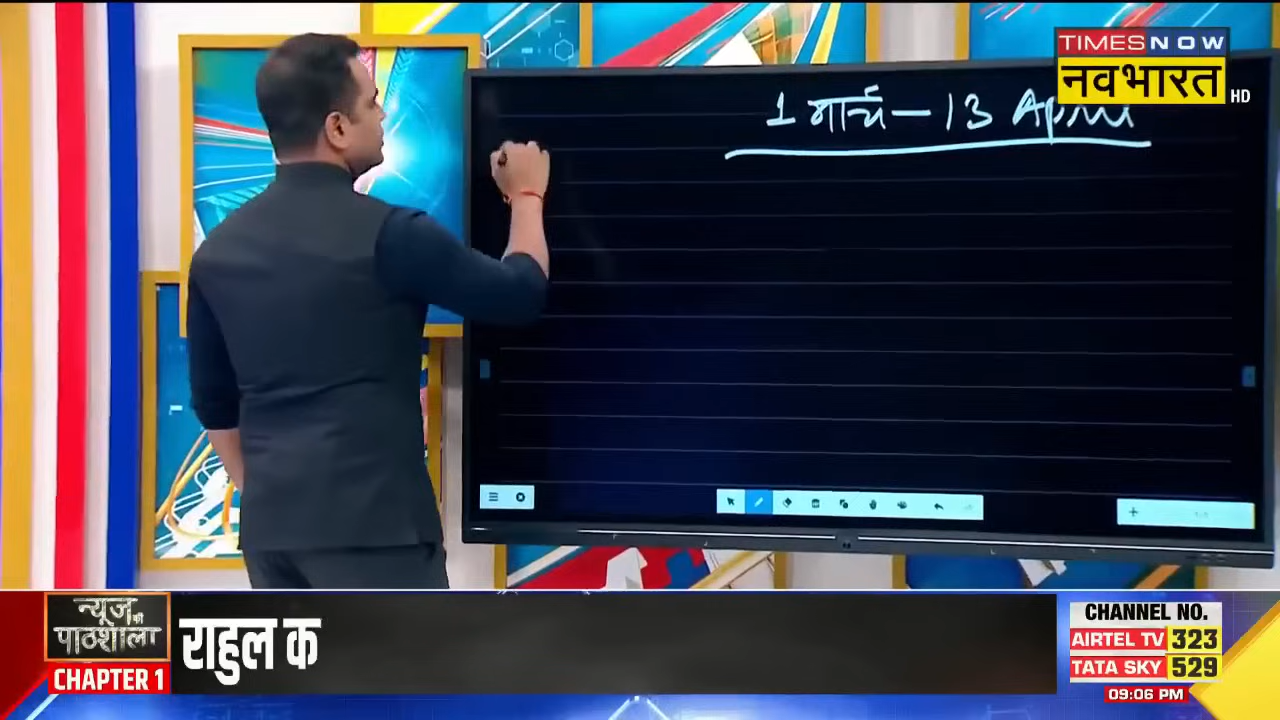 TIMES NOW
नवभारत
HD
1 मार्च - 13 April
न्यूज़ की
पाठशाला
CHAPTER 1
राहुल क
CHANNEL NO.
AIRTEL TV 323
TATA SKY 529
09:06 PM